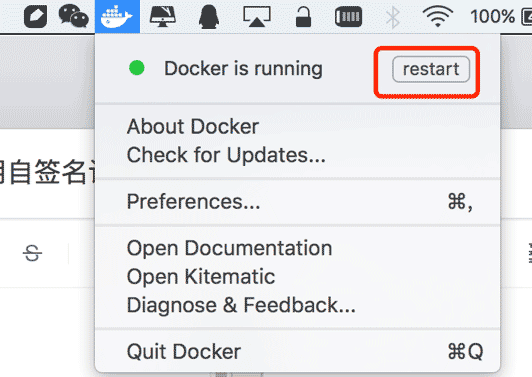 100%
Docker is running restart
About Docker
Check for Updates...
Preferences... ⌘,
用自签名
Open Documentation
Open Kitematic
Diagnose & Feedback...
Quit Docker ⌘Q